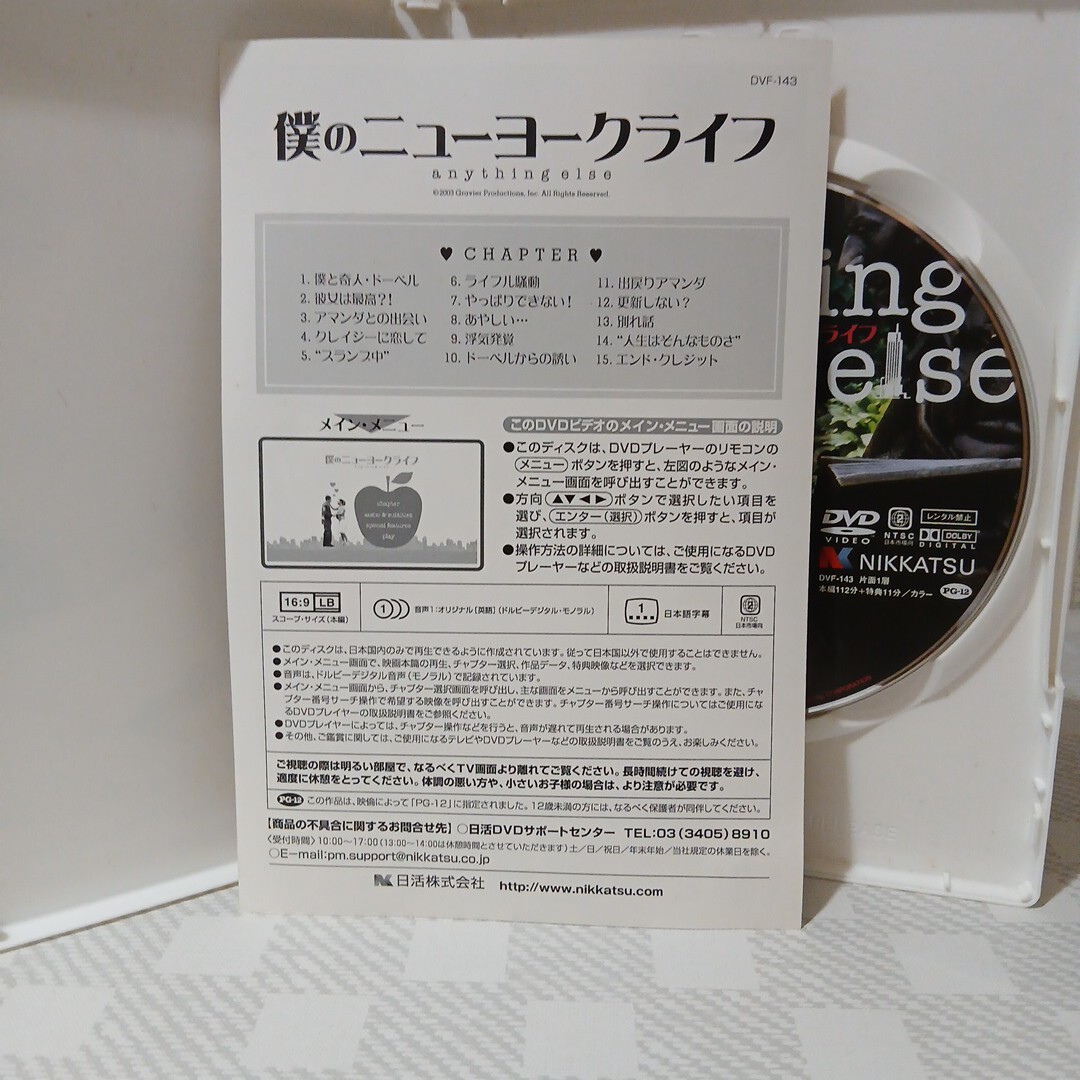 DVF-143
僕のニューヨークライフ
anything else
©2003 Gravier Productions, Inc. All Rights Reserved.
♥ CHAPTER ♥
1. 僕と奇人・ドーベル
2. 彼女は最高?!
3. アマンダとの出会い
4. クレイジーに恋して
5. “スランプ中”
6. ライフル騒動
7. やっぱりできない!
8. あやしい…
9. 浮気発覚
10. ドーベルからの誘い
11. 出戻りアマンダ
12. 更新しない?
13. 別れ話
14. “人生はそんなものさ”
15. エンド・クレジット
メイン・メニュー
僕のニューヨークライフ
chapter
audio & subtitles
special features
play
このDVDビデオのメイン・メニュー画面の説明
●このディスクは、DVDプレーヤーのリモコンの
メニュー ボタンを押すと、左図のようなメイン・
メニュー画面を呼び出すことができます。
●方向 ▲▼◀▶ ボタンで選択したい項目を
選び、エンター(選択) ボタンを押すと、項目が
選択されます。
●操作方法の詳細については、ご使用になるDVD
プレーヤーなどの取扱説明書をご覧ください。
16:9 LB
スコープ・サイズ(本編)
1 音声1:オリジナル(英語)(ドルビーデジタル・モノラル)
1 日本語字幕
2
NTSC
日本市場向
●このディスクは、日本国内のみで再生できるように作成されています。従って日本国以外で使用することはできません。
●メイン・メニュー画面で、映画本篇の再生、チャプター選択、作品データ、特典映像などを選択できます。
●音声は、ドルビーデジタル音声(モノラル)で記録されています。
●メイン・メニュー画面から、チャプター選択画面を呼び出し、主な画面をメニューから呼び出すことができます。また、チャ
プター番号サーチ操作で希望する映像を呼び出すことができます。チャプター番号サーチ操作についてはご使用にな
るDVDプレイヤーの取扱説明書をご参照ください。
●DVDプレイヤーによっては、チャプター操作などを行うと、音声が遅れて再生される場合があります。
●その他、ご鑑賞に関しては、ご使用になるテレビやDVDプレーヤーなどの取扱説明書をご覧のうえ、お楽しみください。
ご視聴の際は明るい部屋で、なるべくTV画面より離れてご覧ください。長時間続けての視聴を避け、
適度に休憩をとってください。体調の悪い方や、小さいお子様の場合は、より注意が必要です。
PG-12 この作品は、映倫によって「PG-12」に指定されました。12歳未満の方には、なるべく保護者が同伴してください。
【商品の不具合に関するお問合せ先】○日活DVDサポートセンター TEL:03(3405)8910
〈受付時間〉10:00~17:00(13:00~14:00は休憩時間とさせていただきます)土/日/祝日/年末年始/当社規定の休業日を除く。
○E-mail:pm.support@nikkatsu.co.jp
日活株式会社 http://www.nikkatsu.com
ing
ライフ
else
DVD
VIDEO
2
NTSC
日本市場向
レンタル禁止
DOLBY
DIGITAL
NIKKATSU
DVF-143 片面1層
本編112分+特典11分/カラー
PG-12